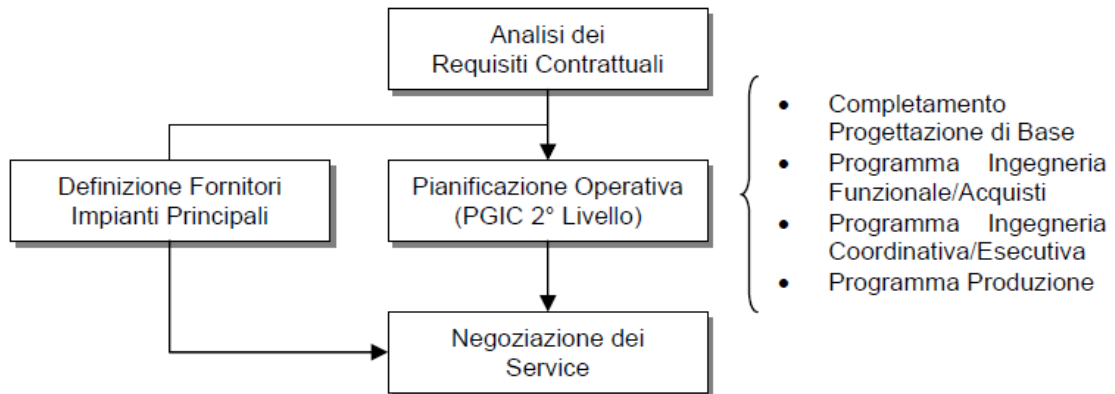 Analisi dei
Requisiti Contrattuali
Definizione Fornitori
Impianti Principali
Pianificazione Operativa
(PGIC 2° Livello)
Negoziazione dei
Service
• Completamento
Progettazione di Base
• Programma Ingegneria
Funzionale/Acquisti
• Programma Ingegneria
Coordinativa/Esecutiva
• Programma Produzione